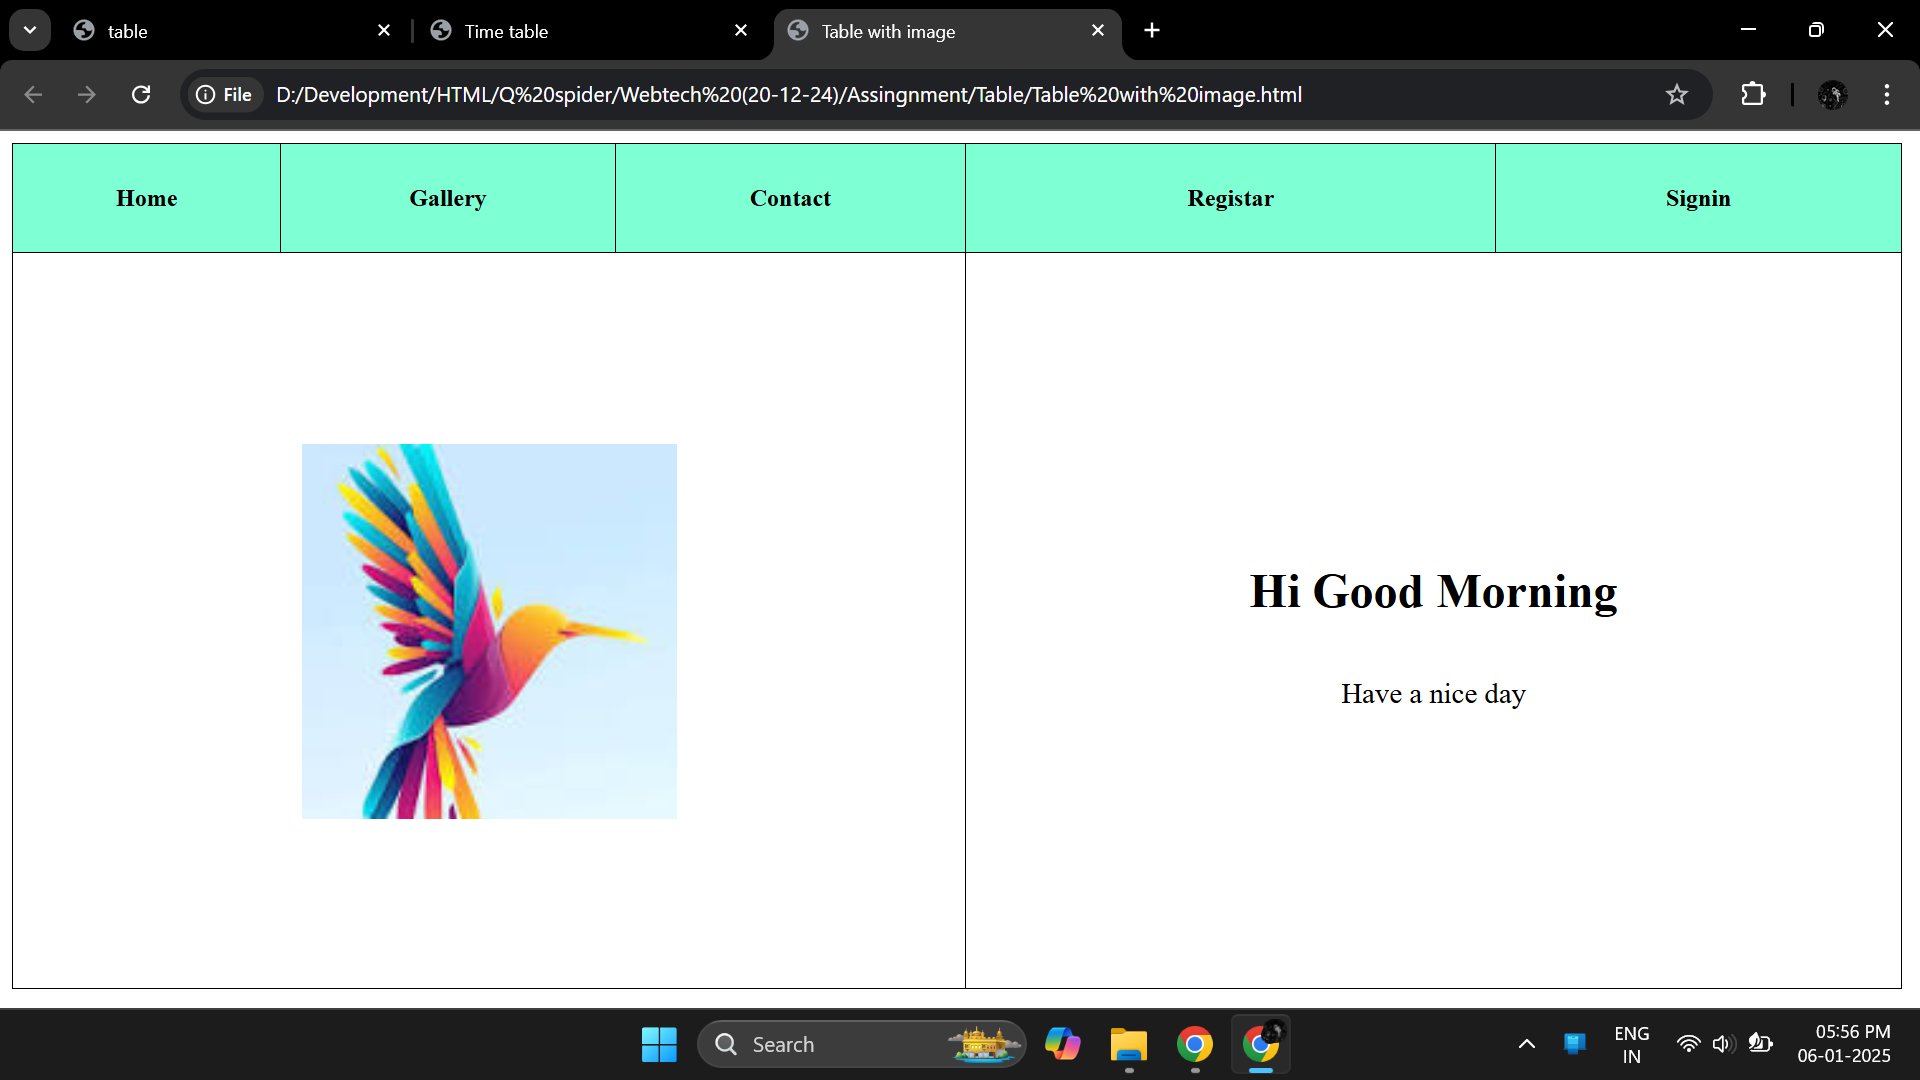 table
Time table
Table with image
File D:/Development/HTML/Q%20spider/Webtech%20(20-12-24)/Assingnment/Table/Table%20with%20image.html
Home Gallery Contact Registar Signin
Hi Good Morning
Have a nice day
Search
ENG
IN
05:56 PM
06-01-2025